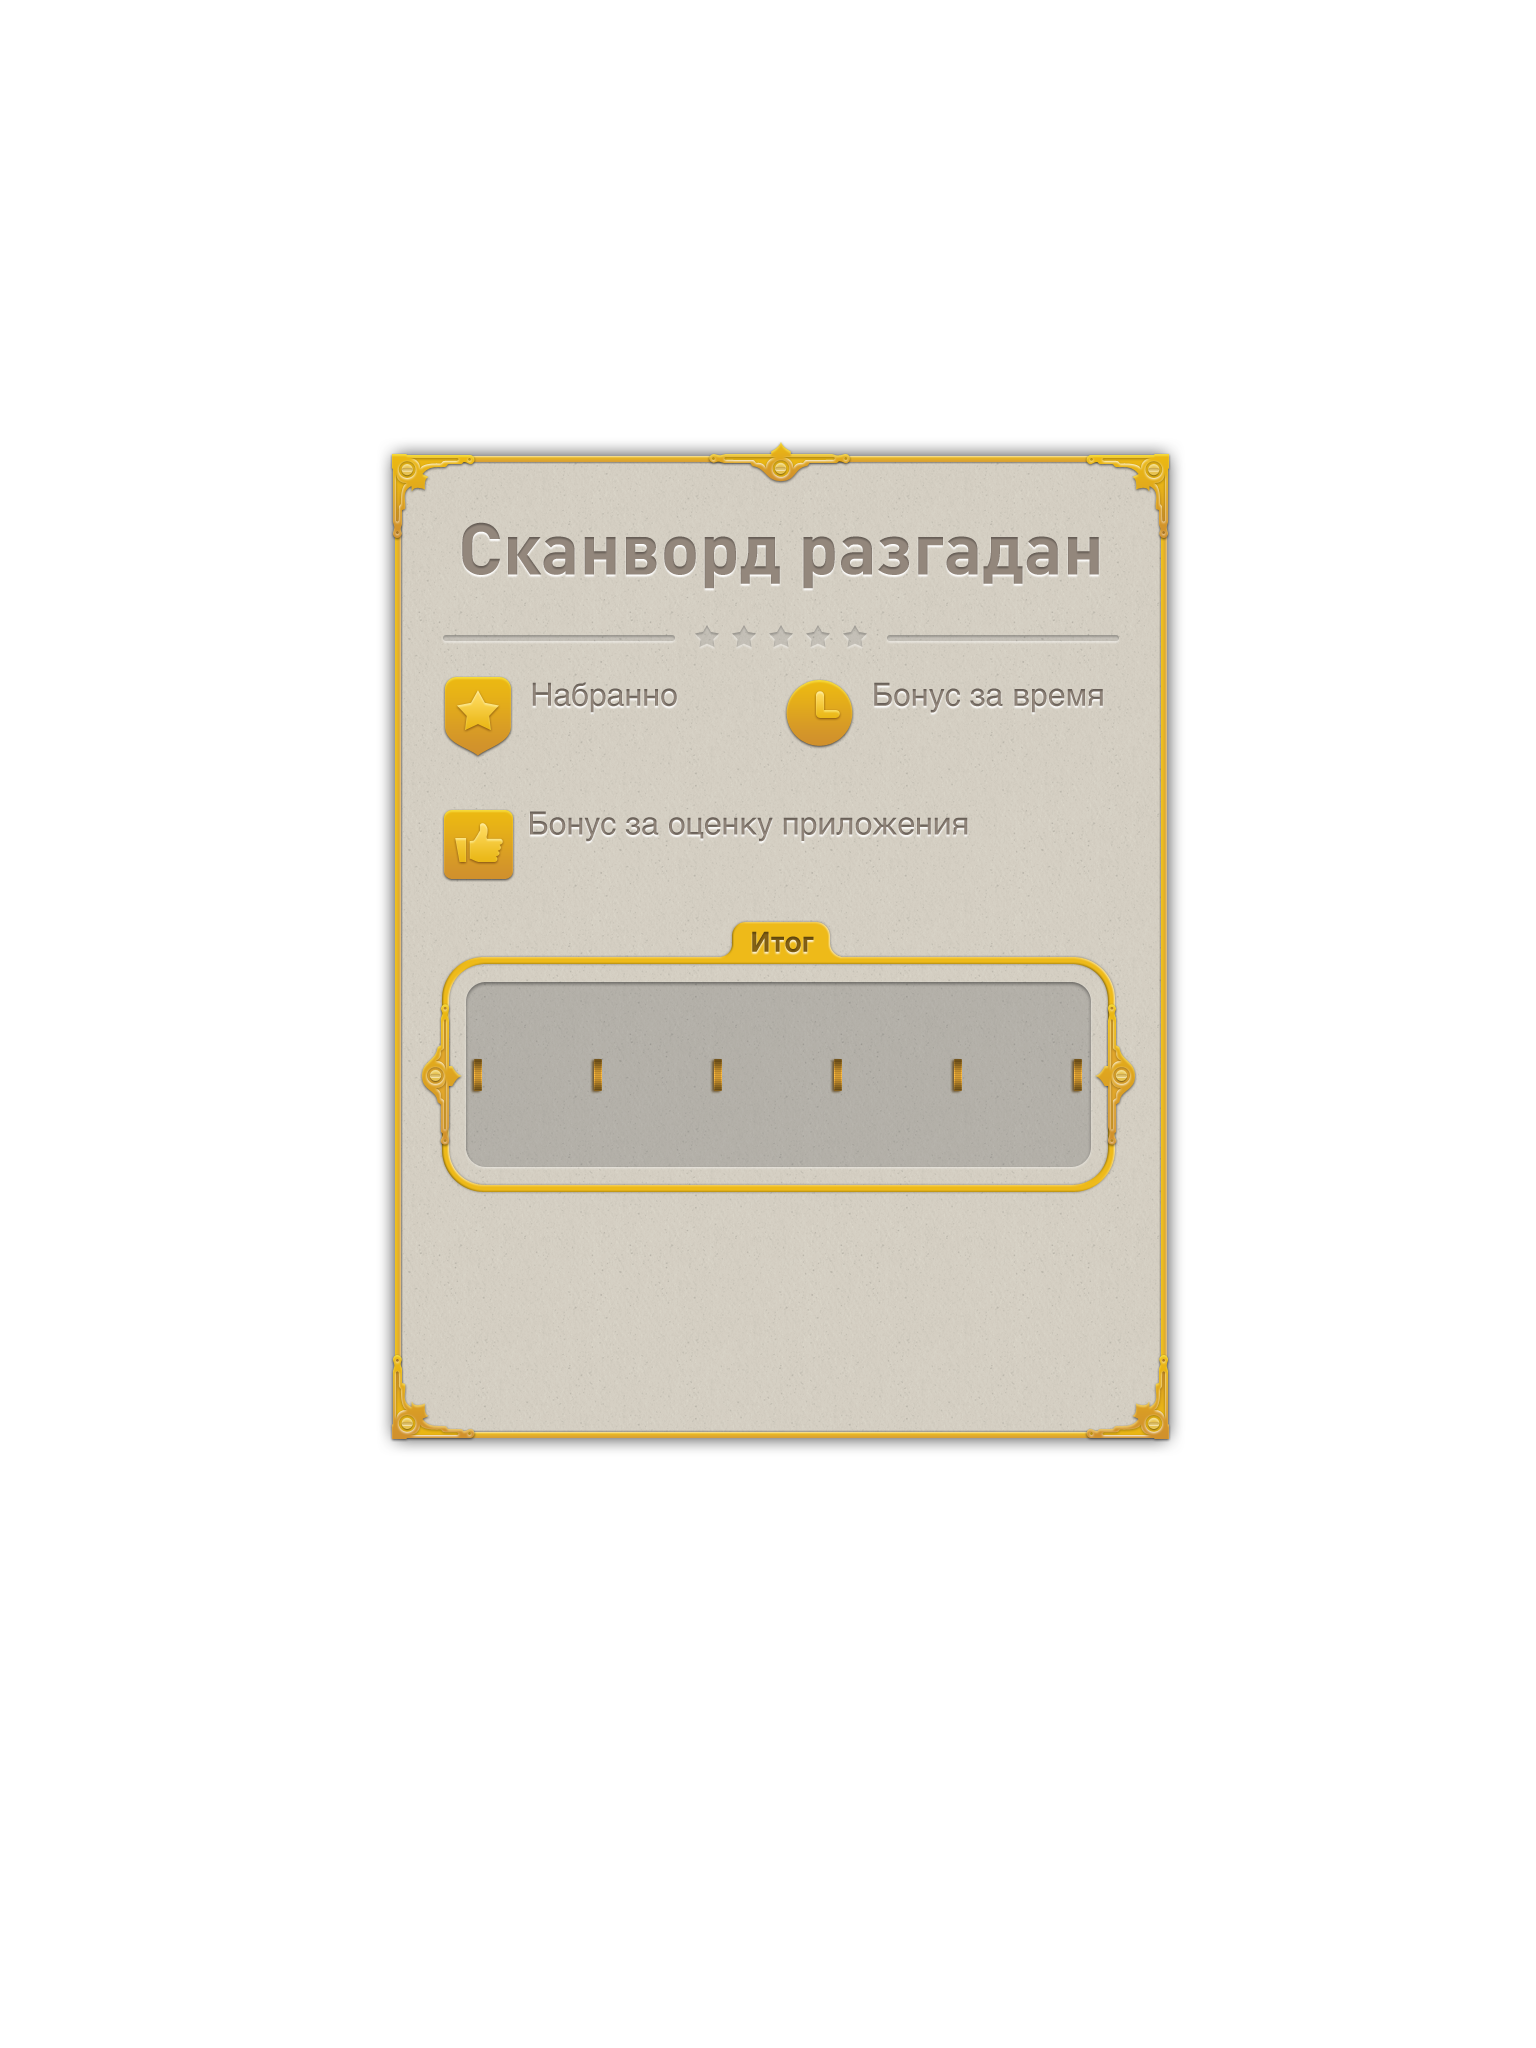 Сканворд разгадан
Набранно
Бонус за время
Бонус за оценку приложения
Итог